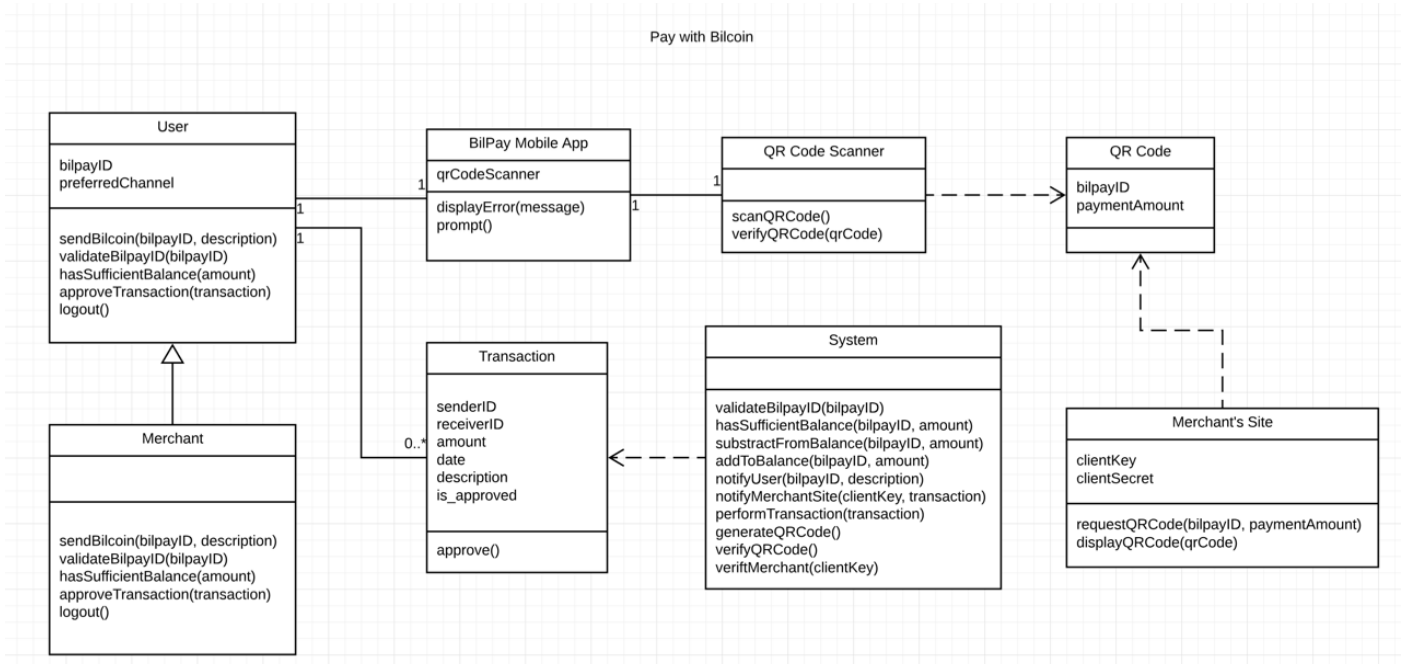 Pay with Bilcoin
User
bilpayID
preferredChannel
sendBilcoin(bilpayID, description)
validateBilpayID(bilpayID)
hasSufficientBalance(amount)
approveTransaction(transaction)
logout()
1
1
1
BilPay Mobile App
qrCodeScanner
displayError(message)
prompt()
1
1
QR Code Scanner
scanQRCode()
verifyQRCode(qrCode)
QR Code
bilpayID
paymentAmount
Merchant
sendBilcoin(bilpayID, description)
validateBilpayID(bilpayID)
hasSufficientBalance(amount)
approveTransaction(transaction)
logout()
0..*
Transaction
senderID
receiverID
amount
date
description
is_approved
approve()
System
validateBilpayID(bilpayID)
hasSufficientBalance(bilpayID, amount)
substractFromBalance(bilpayID, amount)
addToBalance(bilpayID, amount)
notifyUser(bilpayID, description)
notifyMerchantSite(clientKey, transaction)
performTransaction(transaction)
generateQRCode()
verifyQRCode()
veriftMerchant(clientKey)
Merchant's Site
clientKey
clientSecret
requestQRCode(bilpayID, paymentAmount)
displayQRCode(qrCode)